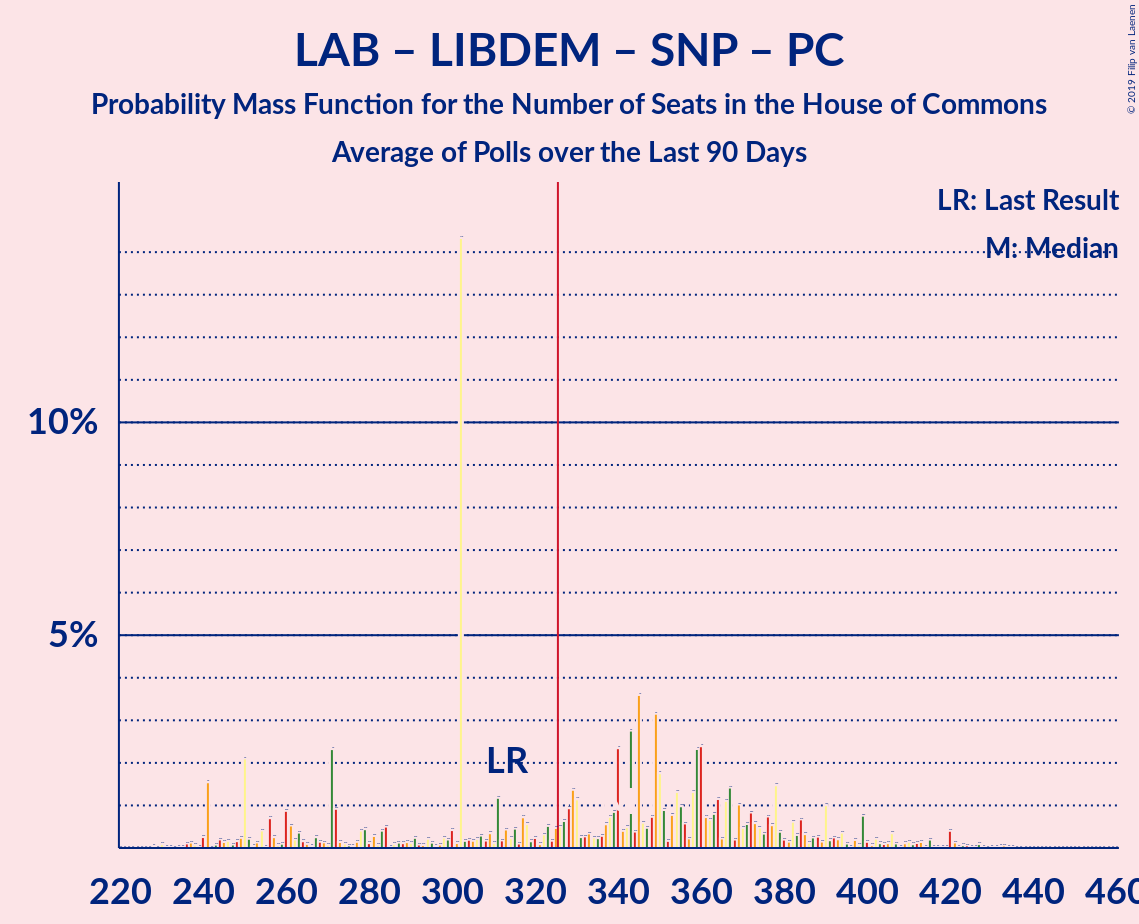 LAB – LIBDEM – SNP – PC
Probability Mass Function for the Number of Seats in the House of Commons
Average of Polls over the Last 90 Days
© 2019 Filip van Laenen
LR: Last Result
M: Median
10%
5%
LR
220 240 260 280 300 320 340 360 380 400 420 440 460